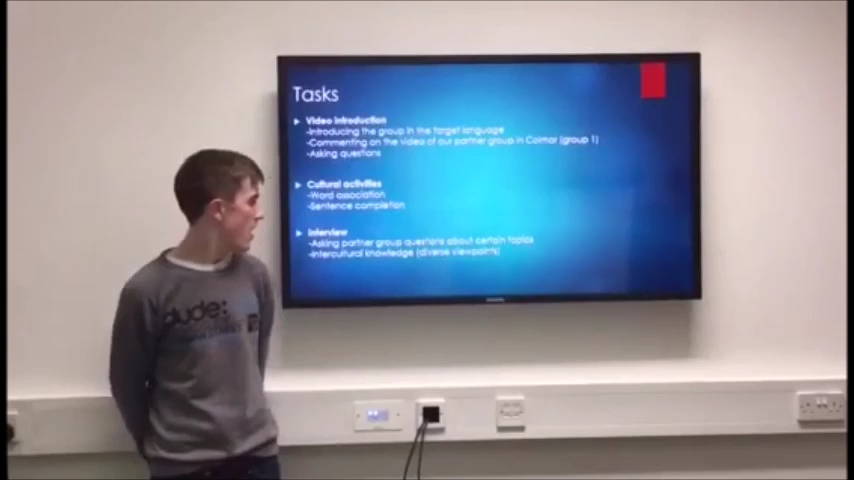 Tasks
Video introduction
-Introducing the group in the target language
-Commenting on the video of our partner group in Colmar (group 1)
-Asking questions
Cultural activities
-Word association
-Sentence completion
Interview
-Asking partner group questions about certain topics
-Intercultural knowledge (diverse viewpoints)
dude: